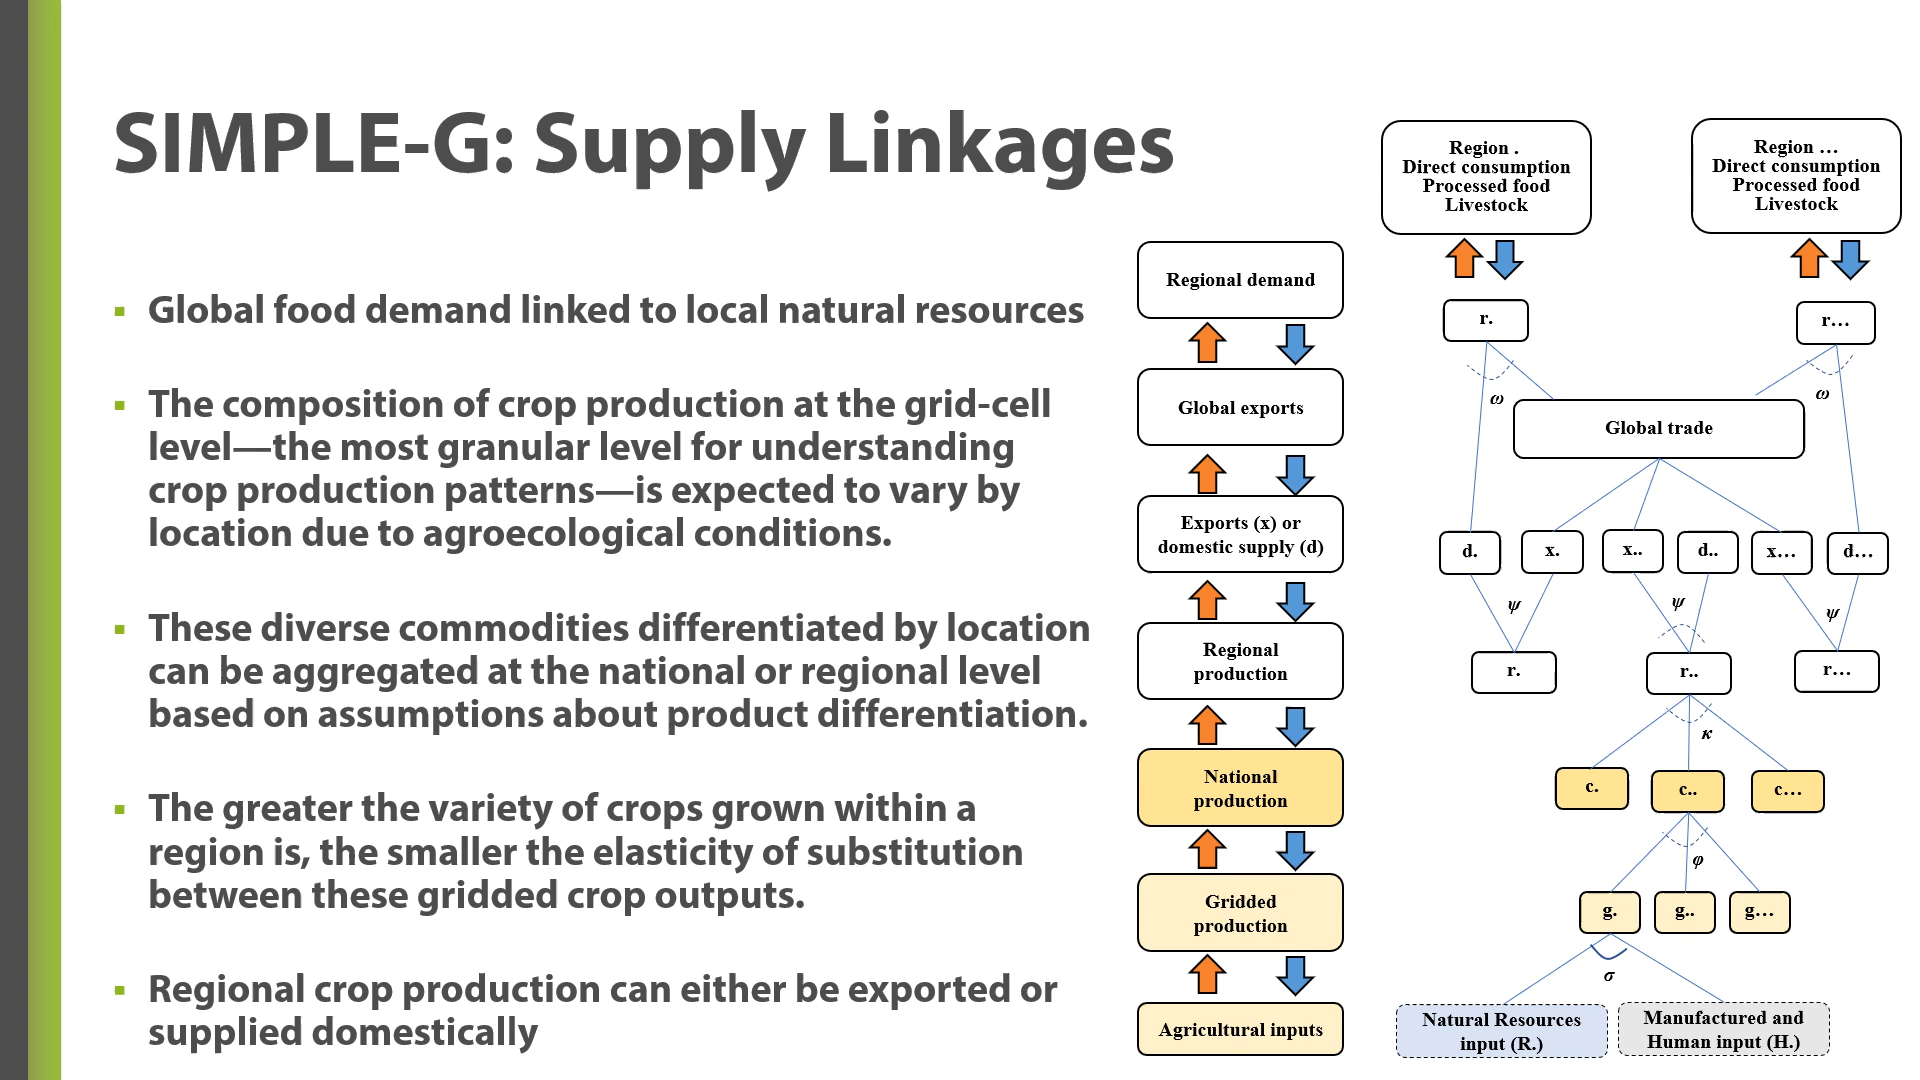 SIMPLE-G: Supply Linkages
▪ Global food demand linked to local natural resources
▪ The composition of crop production at the grid-cell
level—the most granular level for understanding
crop production patterns—is expected to vary by
location due to agroecological conditions.
▪ These diverse commodities differentiated by location
can be aggregated at the national or regional level
based on assumptions about product differentiation.
▪ The greater the variety of crops grown within a
region is, the smaller the elasticity of substitution
between these gridded crop outputs.
▪ Regional crop production can either be exported or
supplied domestically
Regional demand
Global exports
Exports (x) or
domestic supply (d)
Regional
production
National
production
Gridded
production
Agricultural inputs
Region .
Direct consumption
Processed food
Livestock
Region …
Direct consumption
Processed food
Livestock
r.
r…
ω
ω
Global trade
d.
x.
x..
d..
x…
d…
ψ
ψ
ψ
r.
r..
r…
κ
c.
c..
c…
φ
g.
g..
g…
σ
Natural Resources
input (R.)
Manufactured and
Human input (H.)